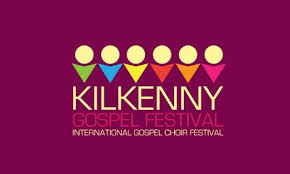 KILKENNY
GOSPEL FESTIVAL
INTERNATIONAL GOSPEL CHOIR FESTIVAL